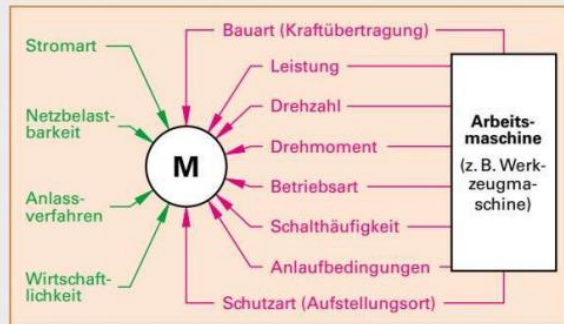 Stromart
Netzbelast-
barkeit
Anlass-
verfahren
Wirtschaft-
lichkeit
M
Bauart (Kraftübertragung)
Leistung
Drehzahl
Drehmoment
Betriebsart
Schalthäufigkeit
Anlaufbedingungen
Schutzart (Aufstellungsort)
Arbeits-
maschine
(z. B. Werk-
zeugma-
schine)